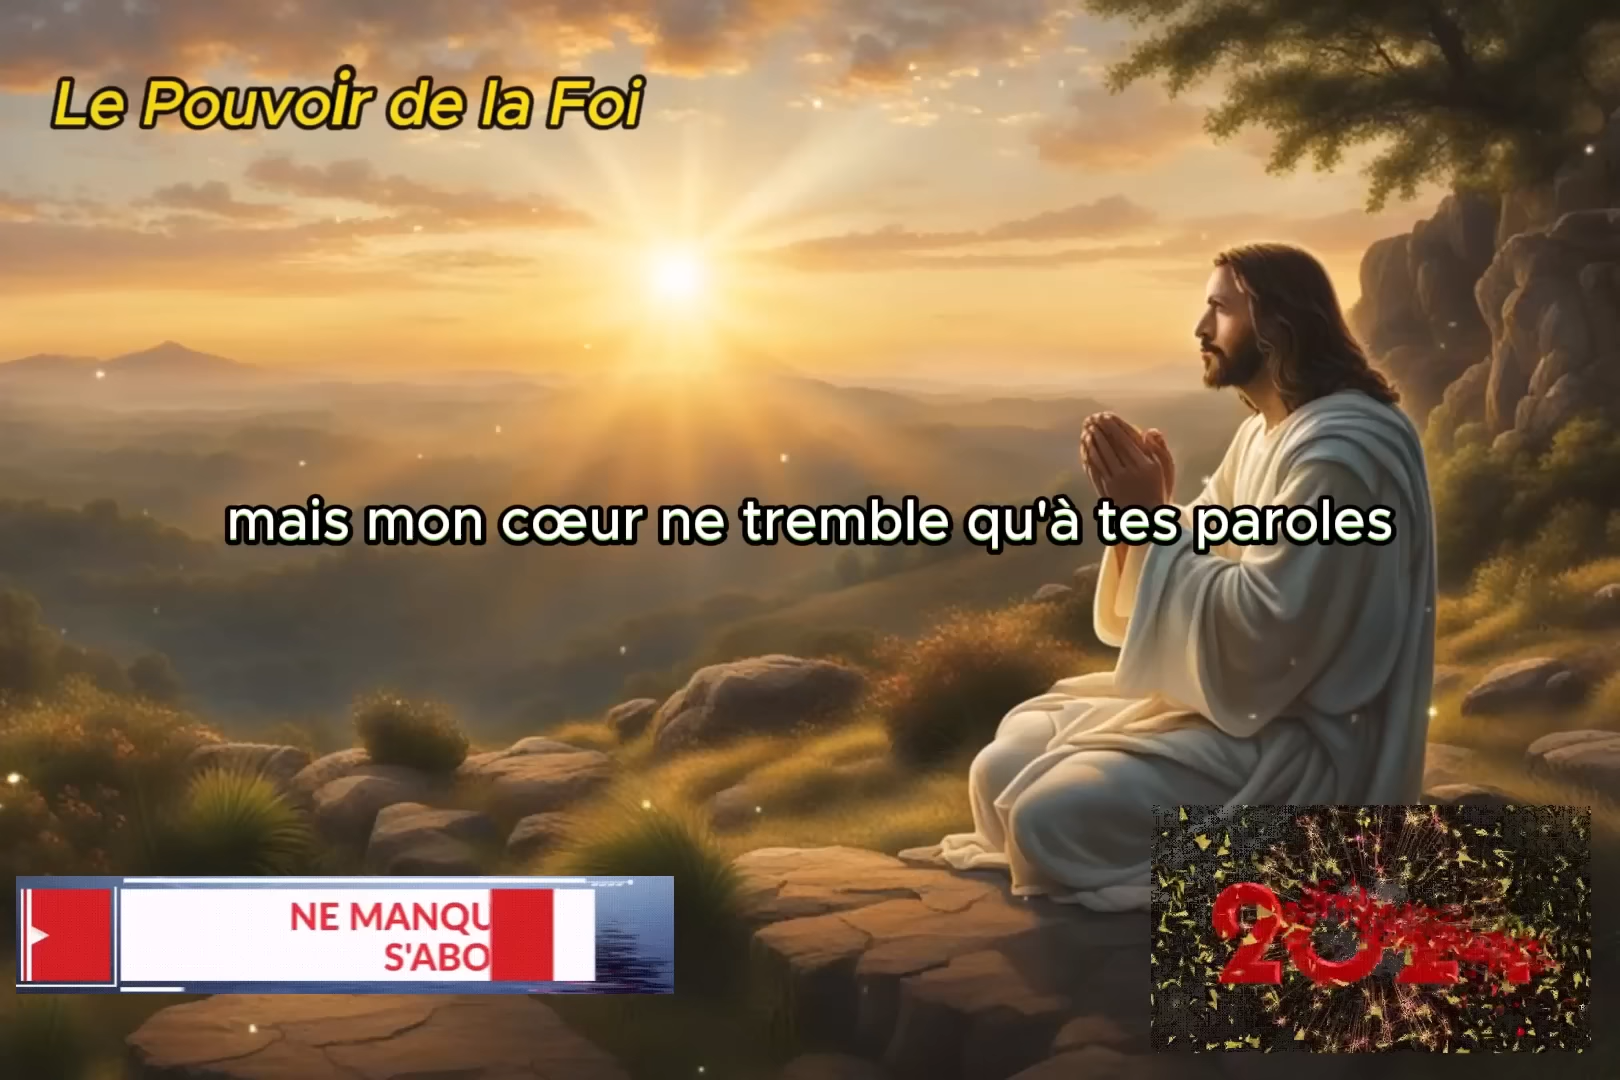 Le Pouvoir de la Foi
mais mon cœur ne tremble qu'à tes paroles
NE MANQU
S'ABO